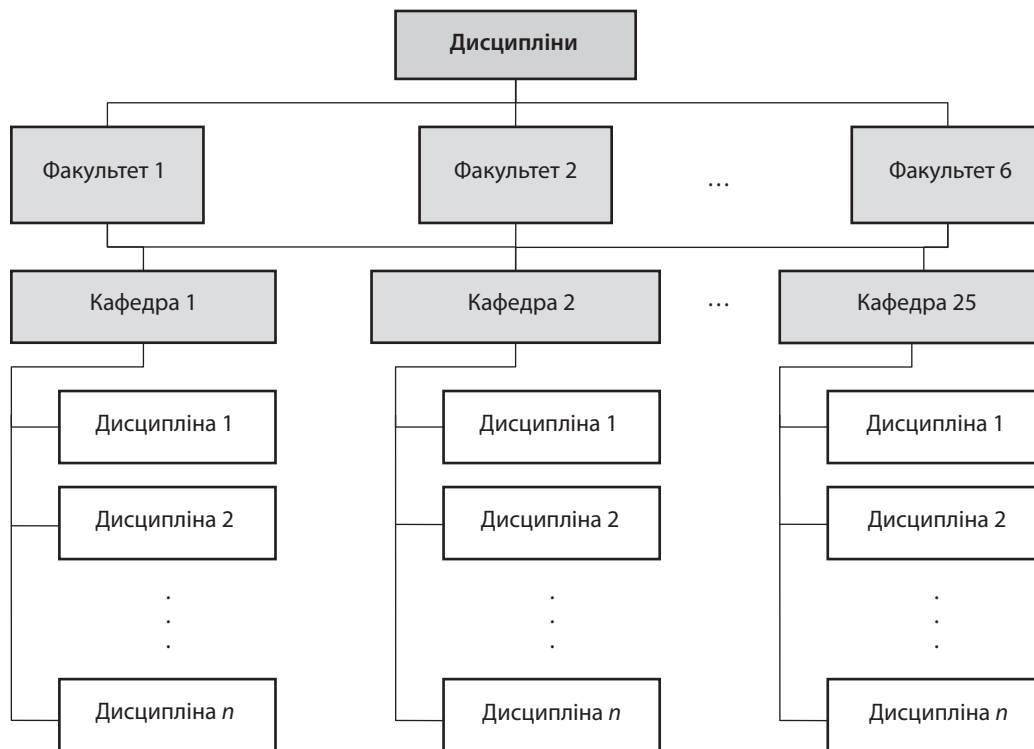 Дисципліни
Факультет 1
Факультет 2
...
Факультет 6
Кафедра 1
Кафедра 2
...
Кафедра 25
Дисципліна 1
Дисципліна 1
Дисципліна 1
Дисципліна 2
Дисципліна 2
Дисципліна 2
.
.
.
.
.
.
.
.
.
Дисципліна n
Дисципліна n
Дисципліна n